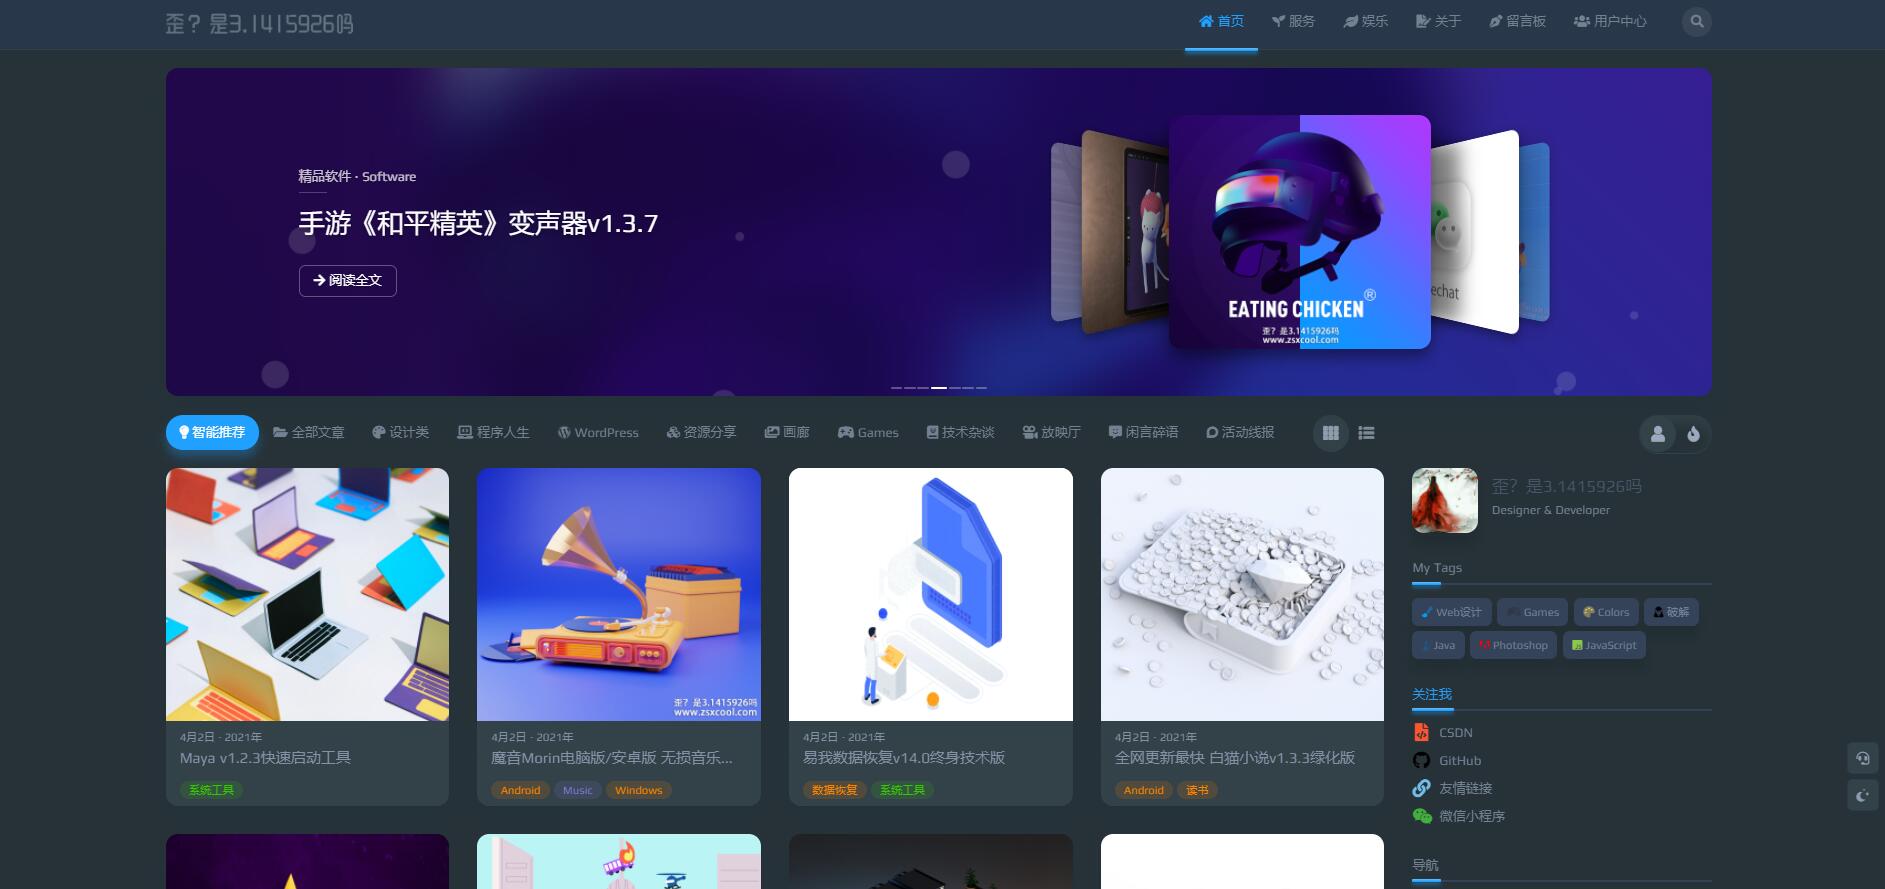 歪？是3.1415926吗
首页 服务 娱乐 关于 留言板 用户中心
精品软件 · Software
手游《和平精英》变声器v1.3.7
阅读全文
EATING CHICKEN®
歪？是3.1415926吗
www.zsxcool.com
echat
智能推荐 全部文章 设计类 程序人生 WordPress 资源分享 画廊 Games 技术杂谈 放映厅 闲言碎语 活动线报
歪？是3.1415926吗
www.zsxcool.com
4月2日 · 2021年
Maya v1.2.3快速启动工具
系统工具
4月2日 · 2021年
魔音Morin电脑版/安卓版 无损音乐...
Android Music Windows
4月2日 · 2021年
易我数据恢复v14.0终身技术版
数据恢复 系统工具
4月2日 · 2021年
全网更新最快 白猫小说v1.3.3绿化版
Android 读书
歪？是3.1415926吗
Designer & Developer
My Tags
Web设计 Games Colors 破解
Java Photoshop JavaScript
关注我
CSDN
GitHub
友情链接
微信小程序
导航